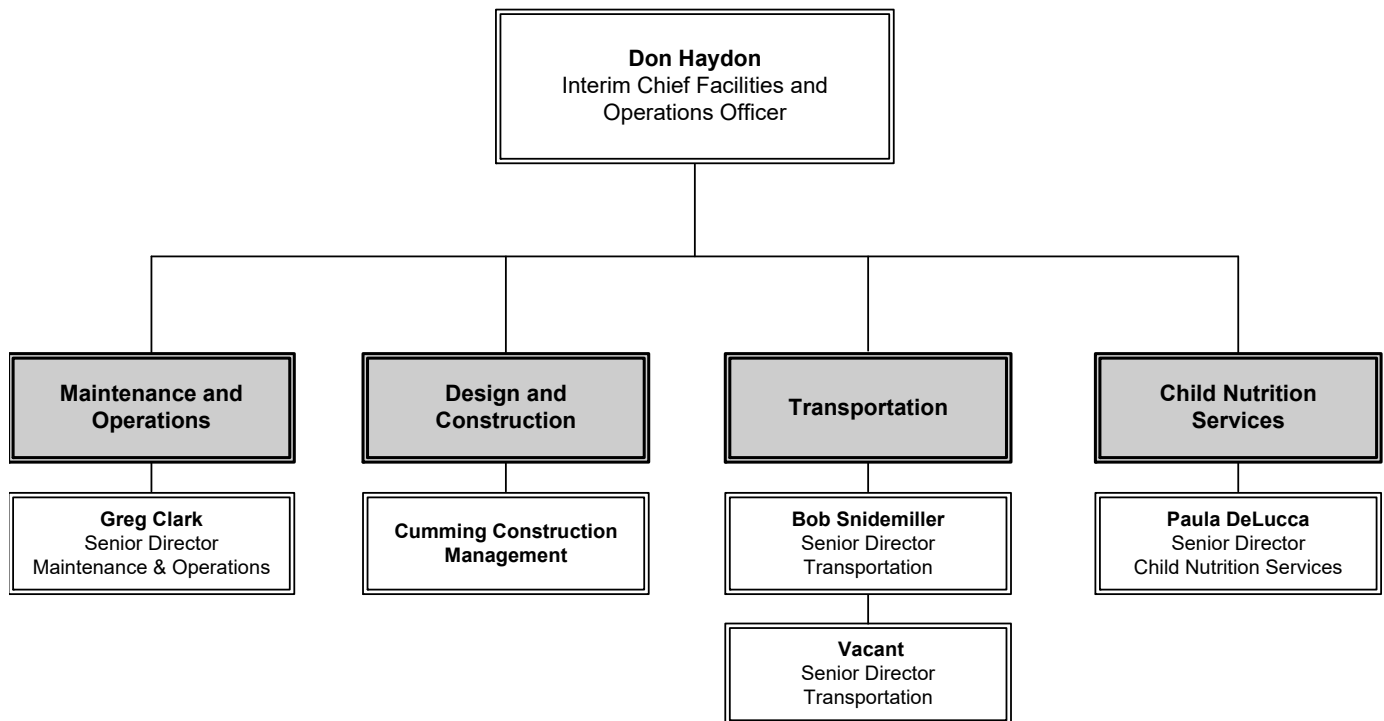 Don Haydon
Interim Chief Facilities and
Operations Officer
Maintenance and
Operations
Design and
Construction
Transportation
Child Nutrition
Services
Greg Clark
Senior Director
Maintenance & Operations
Cumming Construction
Management
Bob Snidemiller
Senior Director
Transportation
Paula DeLucca
Senior Director
Child Nutrition Services
Vacant
Senior Director
Transportation